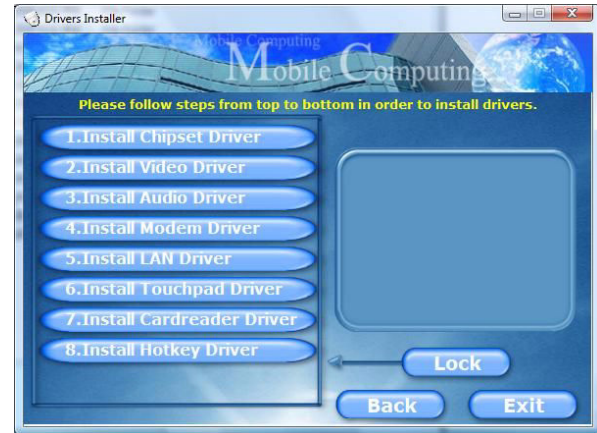 Drivers Installer
Mobile Computing
Mobile Computing
Please follow steps from top to bottom in order to install drivers.
1.Install Chipset Driver
2.Install Video Driver
3.Install Audio Driver
4.Install Modem Driver
5.Install LAN Driver
6.Install Touchpad Driver
7.Install Cardreader Driver
8.Install Hotkey Driver
Lock
Back
Exit